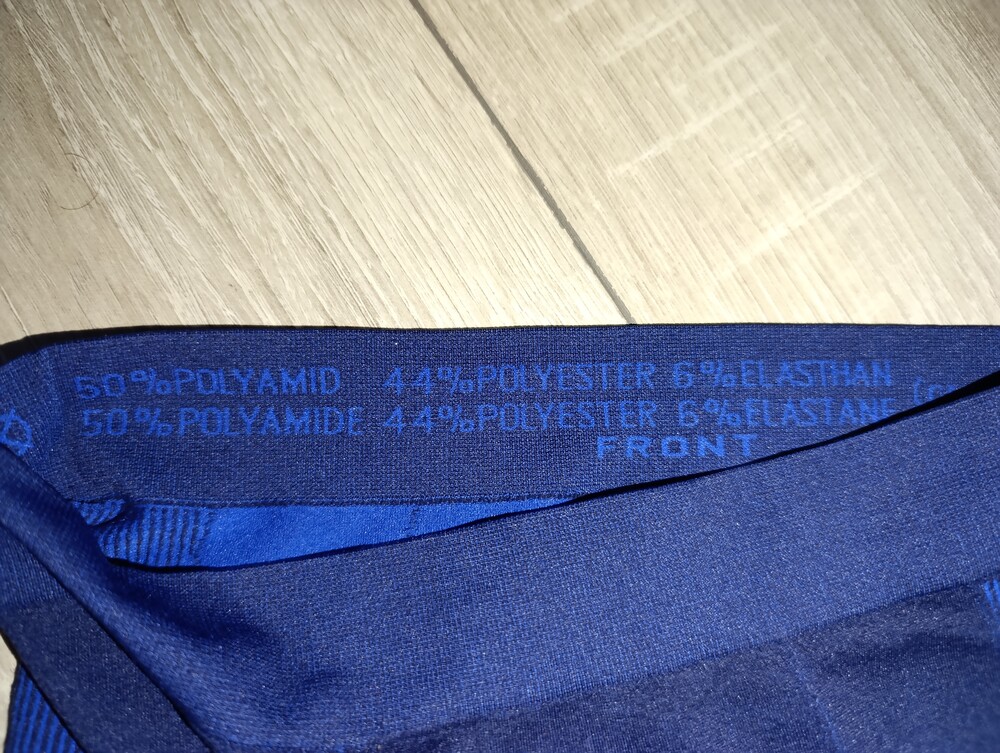 50%POLYAMID 44%POLYESTER 6%ELASTHAN
50%POLYAMIDE 44%POLYESTER 6%ELASTANE
FRONT